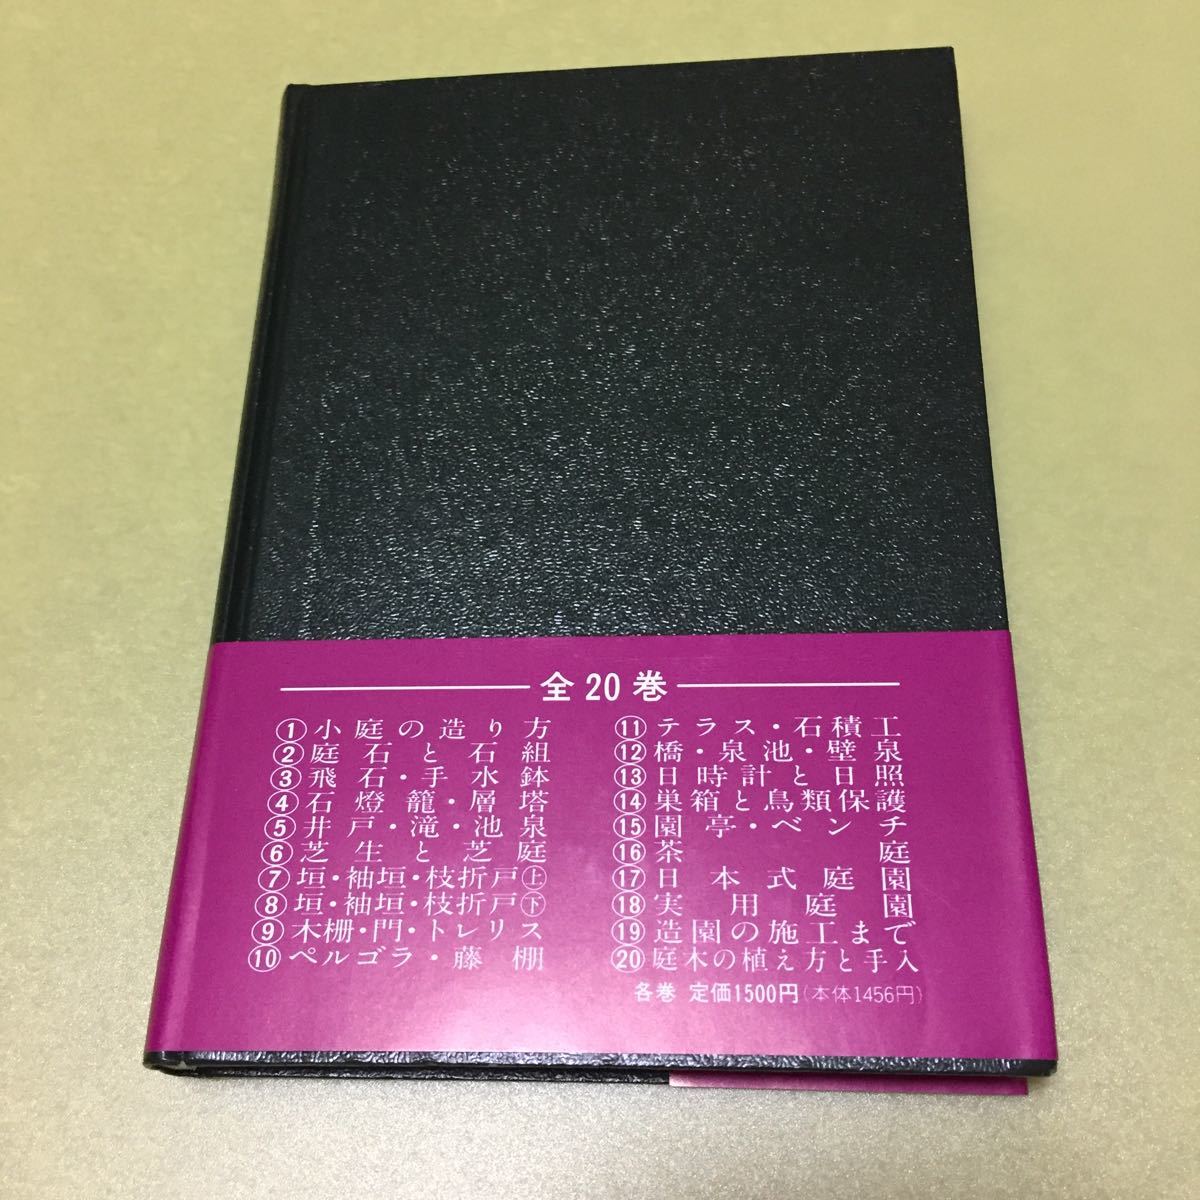 全20巻
①小庭の造り方
②庭石と石組
③飛石・手水鉢
④石燈籠・層塔
⑤井戸・滝・池泉
⑥芝生と芝庭
⑦垣・袖垣・枝折戸㊤
⑧垣・袖垣・枝折戸㊦
⑨木柵・門・トレリス
⑩ペルゴラ・藤棚
⑪テラス・石積工
⑫橋・泉池・壁泉
⑬日時計と日照
⑭巣箱と鳥類保護
⑮園亭・ベンチ
⑯茶庭
⑰日本式庭園
⑱実用庭園
⑲造園の施工まで
⑳庭木の植え方と手入
各巻 定価1500円(本体1456円)